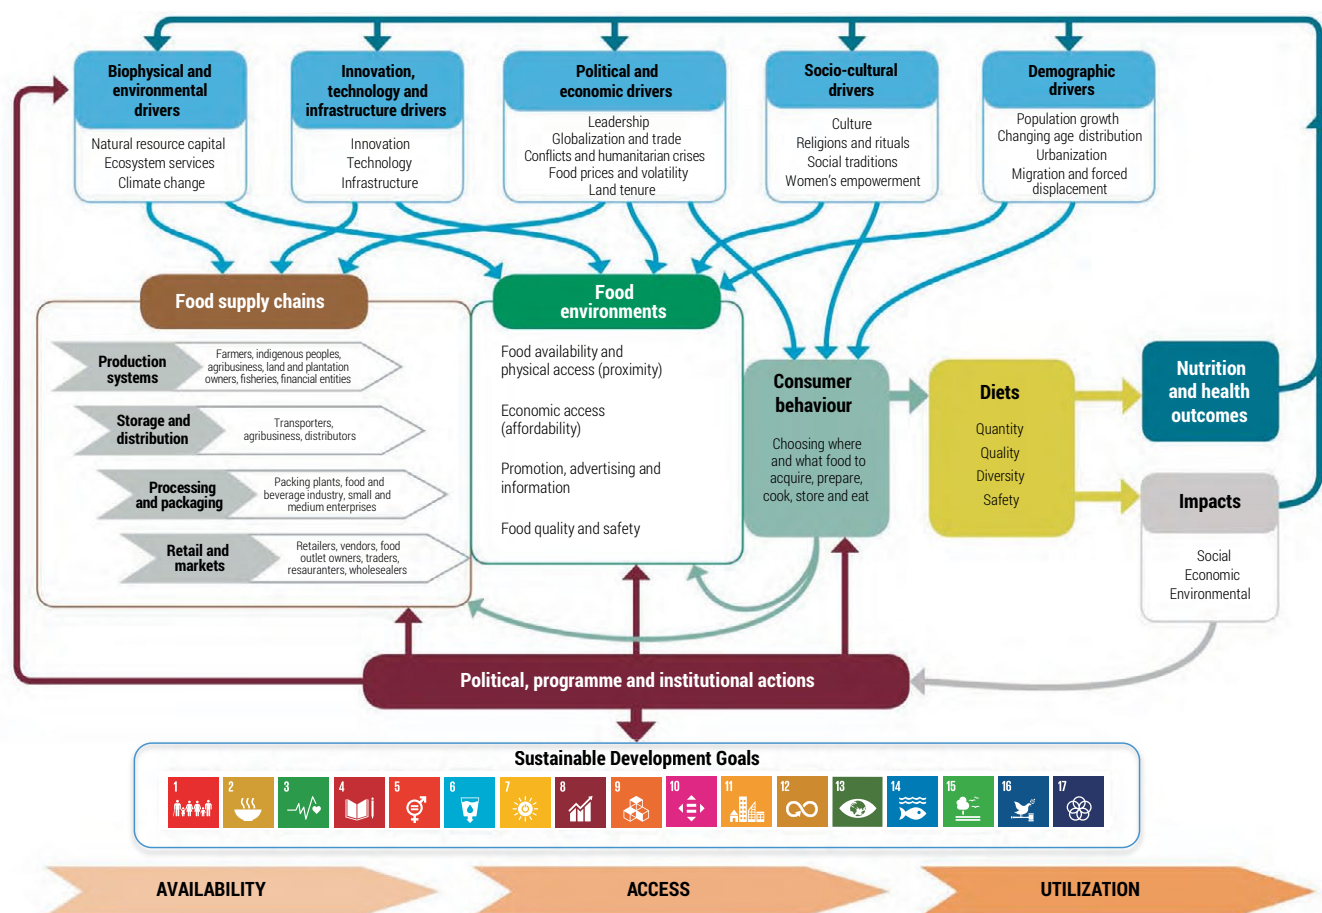 Biophysical and
environmental
drivers
Natural resource capital
Ecosystem services
Climate change
Innovation,
technology and
infrastructure drivers
Innovation
Technology
Infrastructure
Political and
economic drivers
Leadership
Globalization and trade
Conflicts and humanitarian crises
Food prices and volatility
Land tenure
Socio-cultural
drivers
Culture
Religions and rituals
Social traditions
Women's empowerment
Demographic
drivers
Population growth
Changing age distribution
Urbanization
Migration and forced
displacement
Food supply chains
Production
systems
Farmers, indigenous peoples,
agribusiness, land and plantation
owners, fisheries, financial entities
Storage and
distribution
Transporters,
agribusiness, distributors
Processing
and packaging
Packing plants, food and
beverage industry, small and
medium enterprises
Retail and
markets
Retailers, vendors, food
outlet owners, traders,
resauranters, wholesealers
Food
environments
Food availability and
physical access (proximity)
Economic access
(affordability)
Promotion, advertising and
information
Food quality and safety
Consumer
behaviour
Choosing where
and what food to
acquire, prepare,
cook, store and eat
Diets
Quantity
Quality
Diversity
Safety
Nutrition
and health
outcomes
Impacts
Social
Economic
Environmental
Political, programme and institutional actions
Sustainable Development Goals
1 2 3 4 5 6 7 8 9 10 11 12 13 14 15 16 17
AVAILABILITY
ACCESS
UTILIZATION